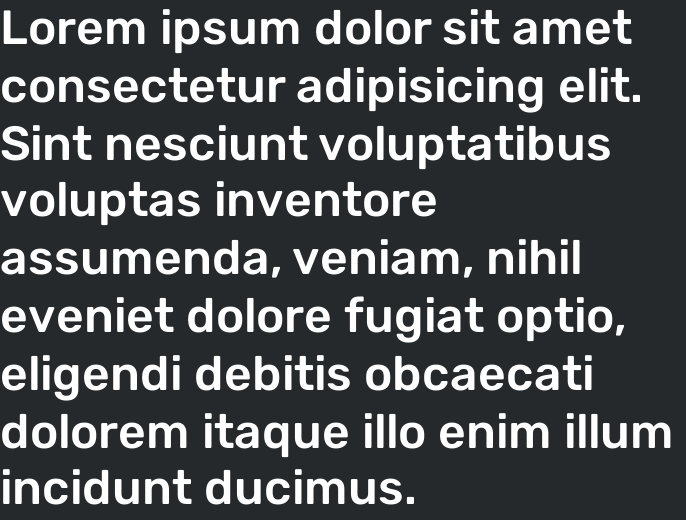 Lorem ipsum dolor sit amet
consectetur adipisicing elit.
Sint nesciunt voluptatibus
voluptas inventore
assumenda, veniam, nihil
eveniet dolore fugiat optio,
eligendi debitis obcaecati
dolorem itaque illo enim illum
incidunt ducimus.